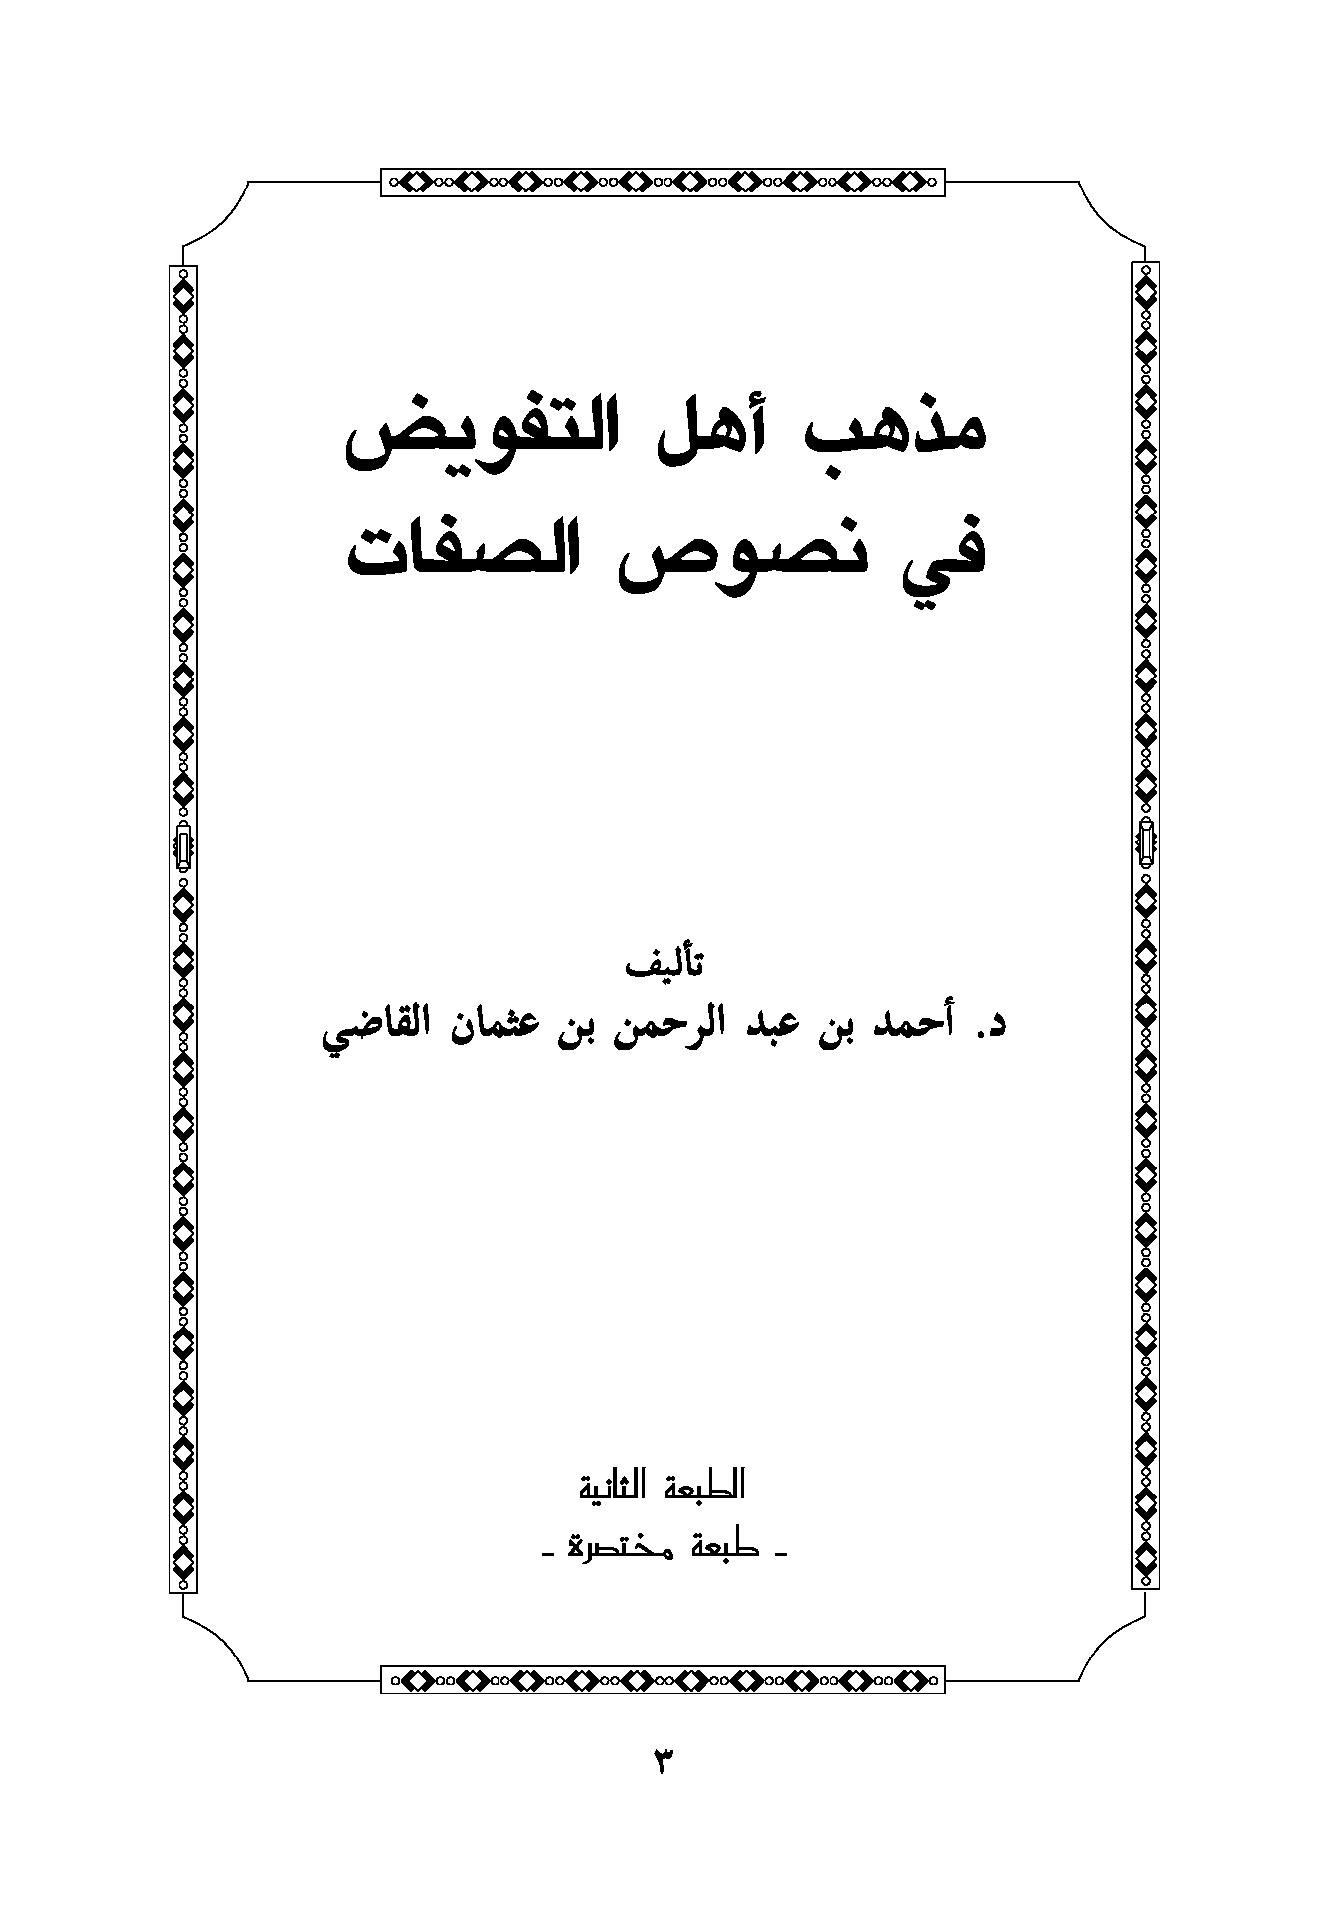 مذهب أهل التفويض
في نصوص الصفات
تأليف
د. أحمد بن عبد الرحمن بن عثمان القاضي
الطبعة الثانية
- طبعة مختصرة -
٣